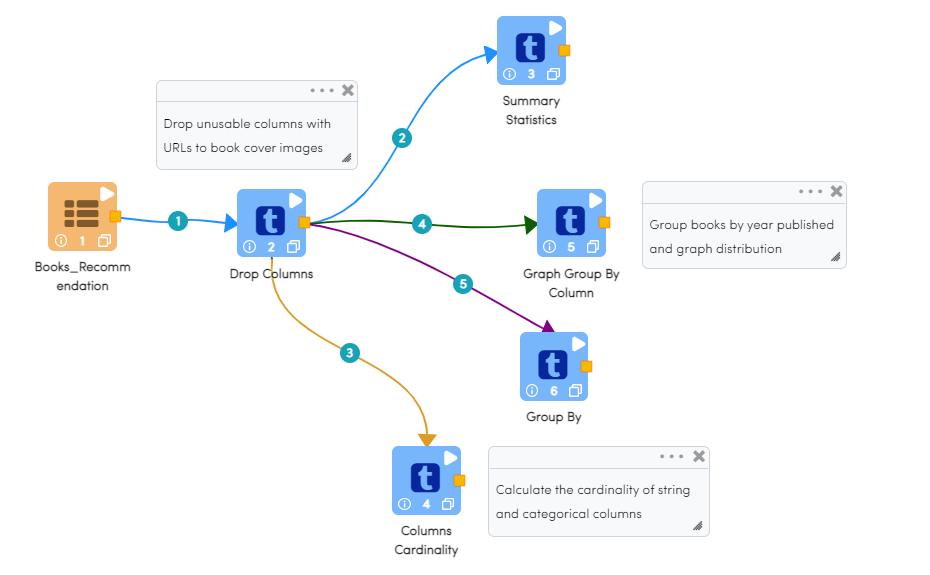 t
3
Summary
Statistics
Drop unusable columns with
URLs to book cover images
2
1
Books_Recomm
endation
1
t
2
Drop Columns
4
t
5
Graph Group By
Column
Group books by year published
and graph distribution
5
t
6
Group By
3
t
4
Columns
Cardinality
Calculate the cardinality of string
and categorical columns